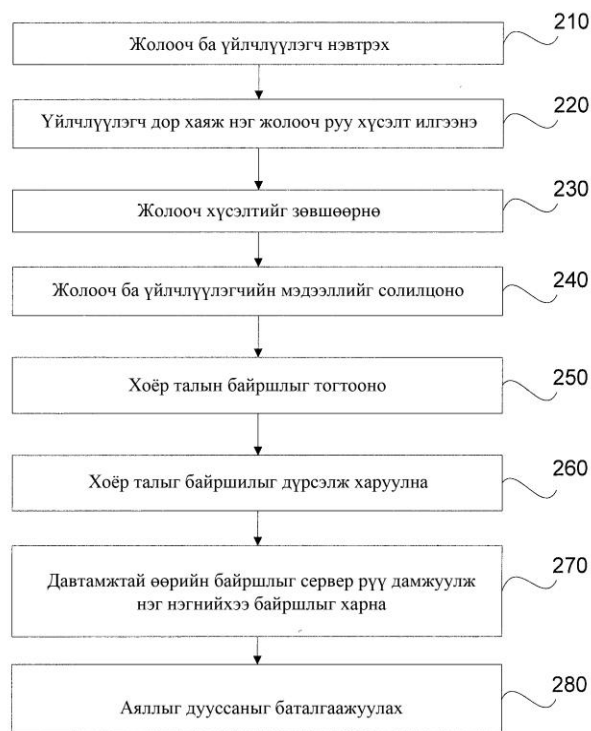 Жолооч ба үйлчлүүлэгч нэвтрэх
210
Үйлчлүүлэгч дор хаяж нэг жолооч руу хүсэлт илгээнэ
220
Жолооч хүсэлтийг зөвшөөрнө
230
Жолооч ба үйлчлүүлэгчийн мэдээллийг солилцоно
240
Хоёр талын байршлыг тогтооно
250
Хоёр талыг байршилыг дүрсэлж харуулна
260
Давтамжтай өөрийн байршлыг сервер рүү дамжуулж
нэг нэгнийхээ байршлыг харна
270
Аяллыг дууссаныг баталгаажуулах
280